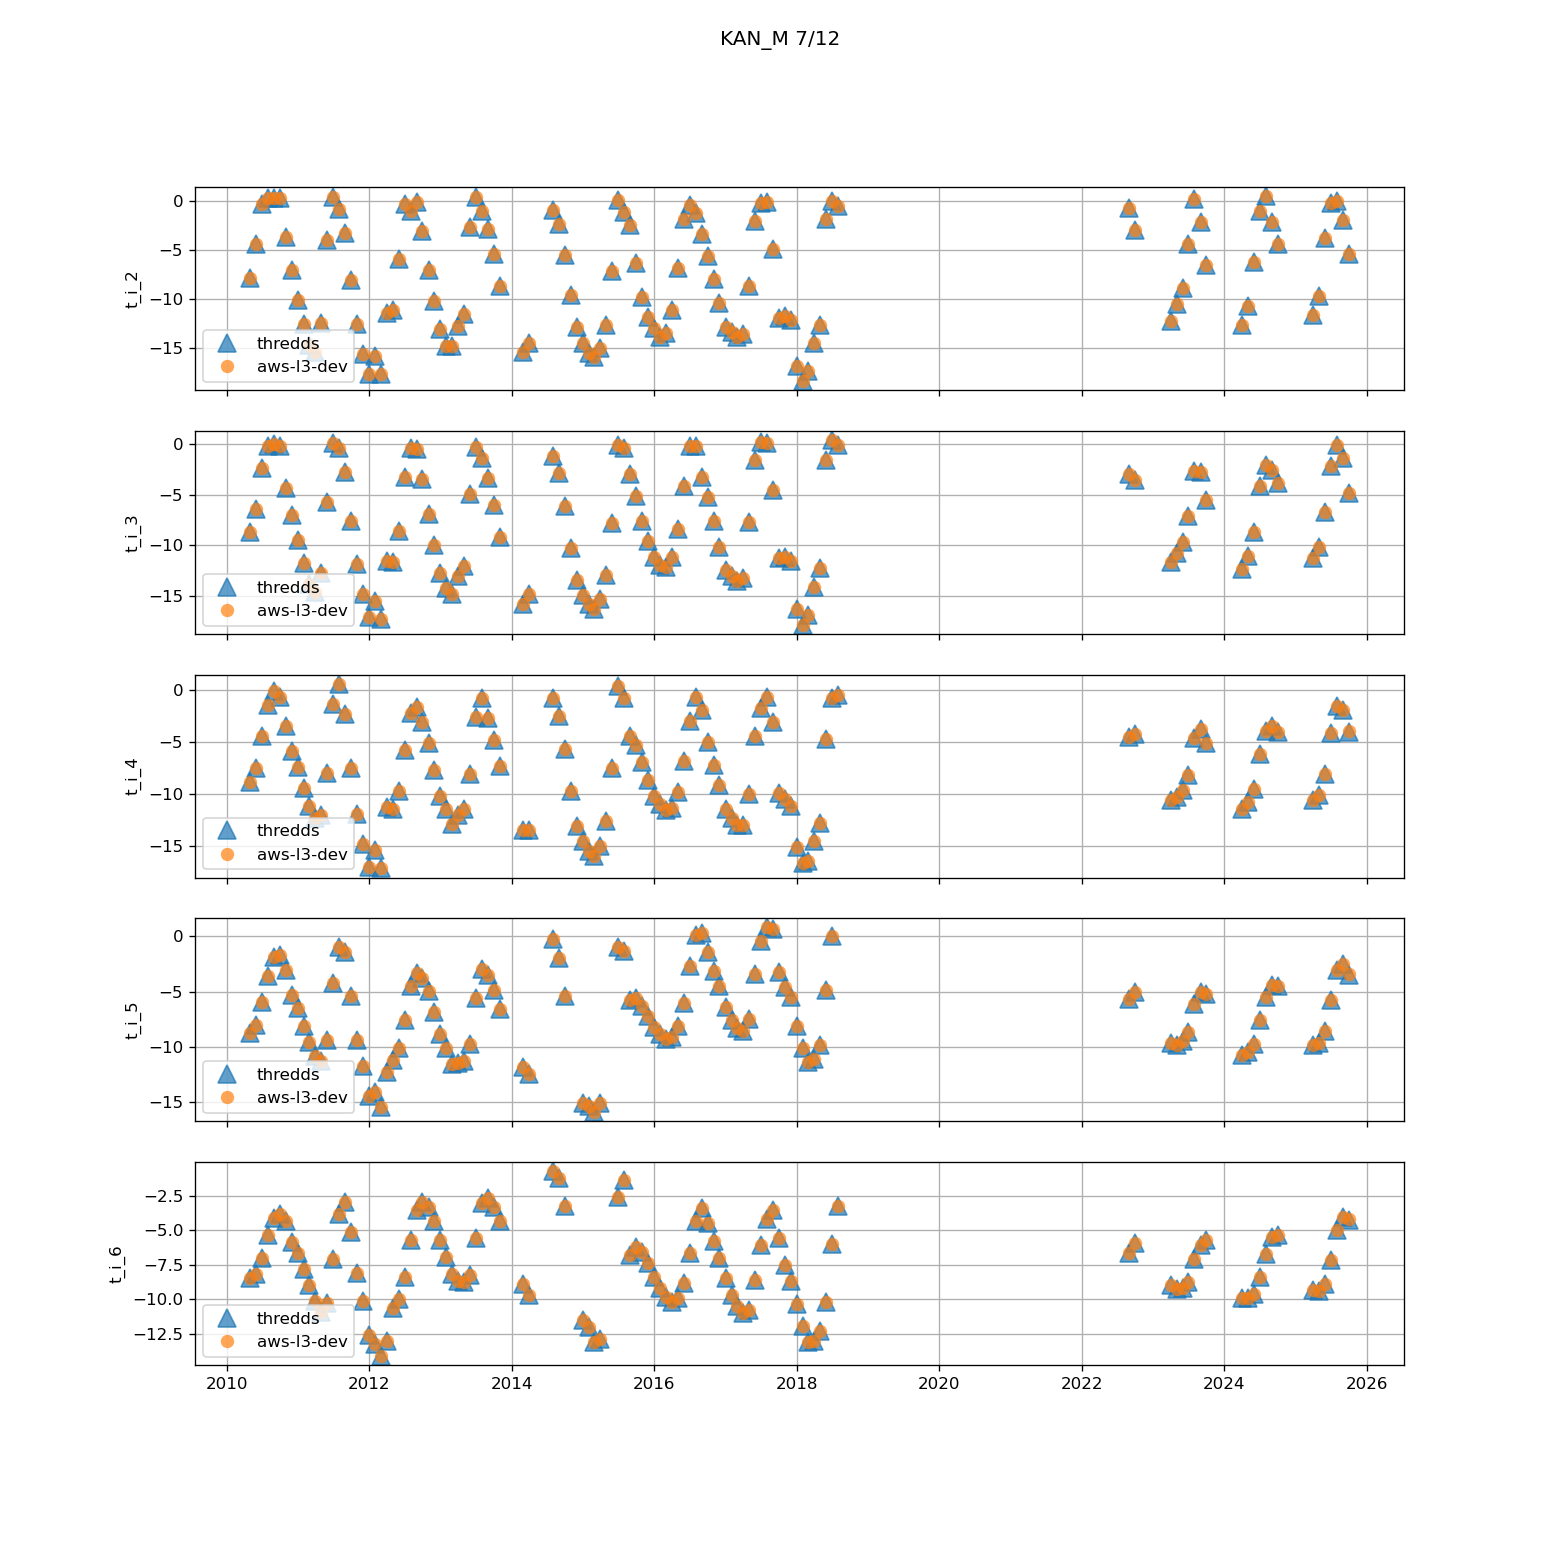 KAN_M 7/12
0
−5
−10
−15
t_i_2
thredds
aws-l3-dev
0
−5
−10
−15
t_i_3
thredds
aws-l3-dev
0
−5
−10
−15
t_i_4
thredds
aws-l3-dev
0
−5
−10
−15
t_i_5
thredds
aws-l3-dev
−2.5
−5.0
−7.5
−10.0
−12.5
t_i_6
thredds
aws-l3-dev
2010 2012 2014 2016 2018 2020 2022 2024 2026